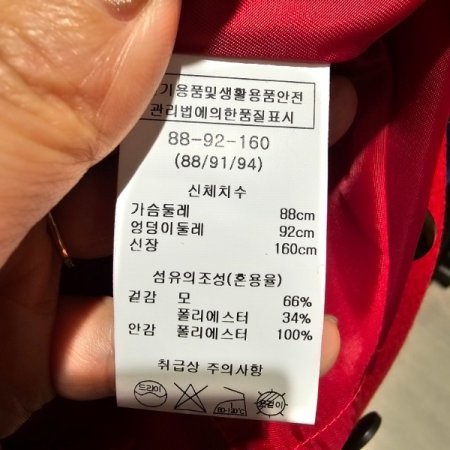 기용품및생활용품안전
관리법에의한품질표시
88-92-160
(88/91/94)
신체치수
가슴둘레 88cm
엉덩이둘레 92cm
신장 160cm
섬유의조성(혼용율)
겉감 모 66%
폴리에스터 34%
안감 폴리에스터 100%
취급상 주의사항
드라이
80-120℃